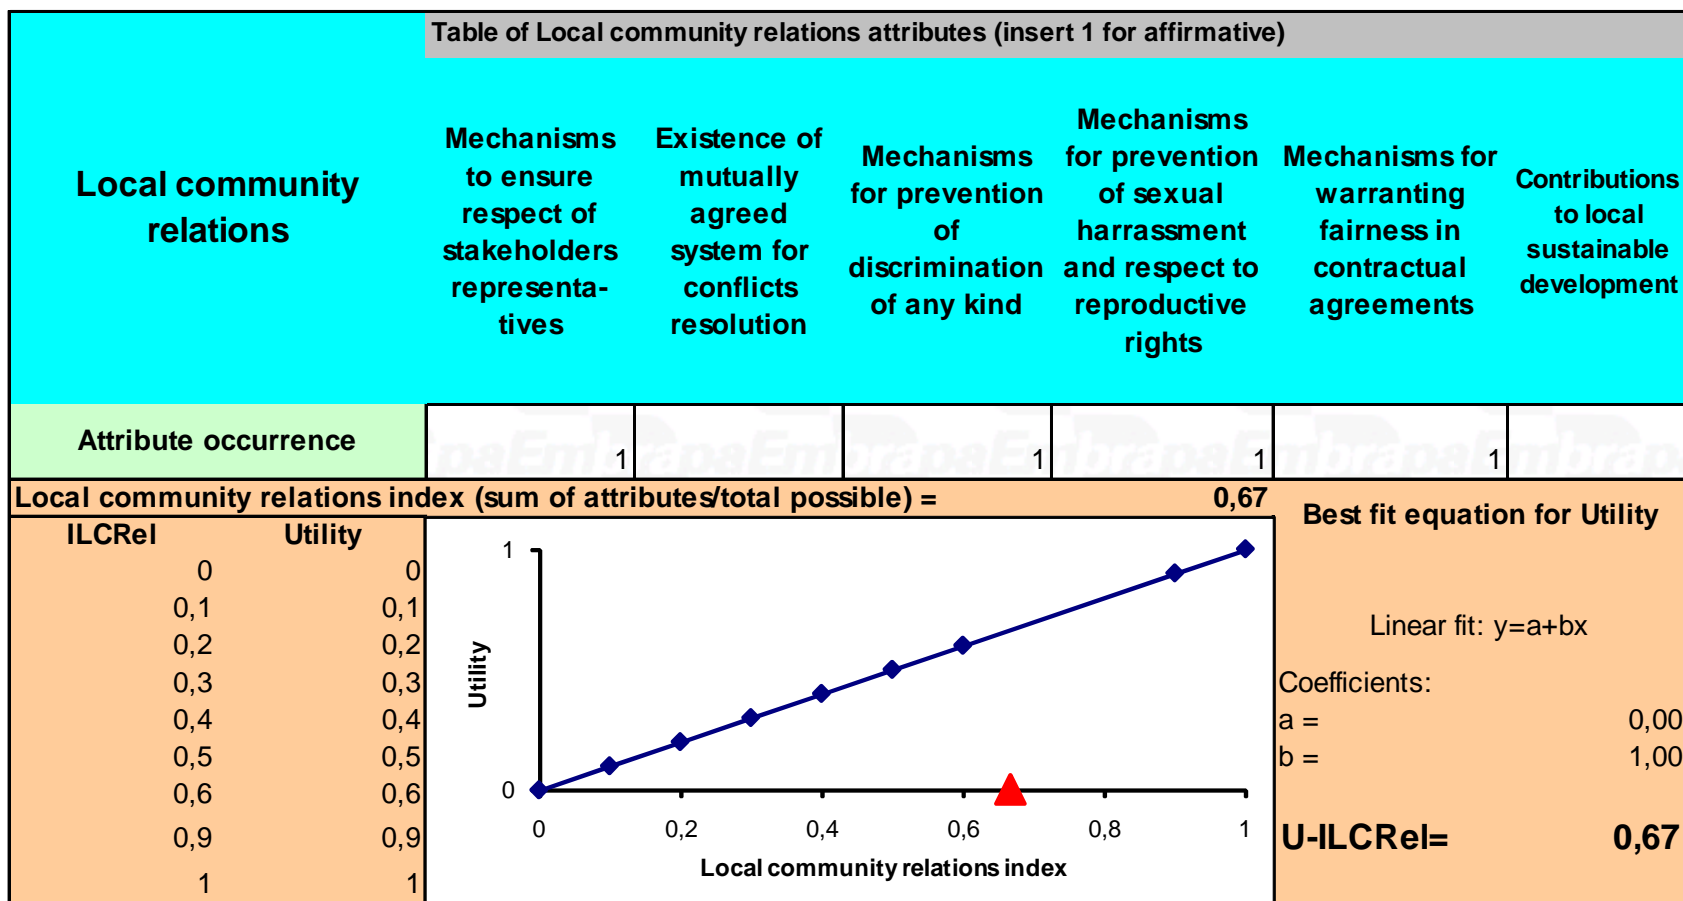 Table of Local community relations attributes (insert 1 for affirmative)
Local community
relations
Mechanisms
to ensure
respect of
stakeholders
representa-
tives
Existence of
mutually
agreed
system for
conflicts
resolution
Mechanisms
for prevention
of
discrimination
of any kind
Mechanisms
for prevention
of sexual
harrassment
and respect to
reproductive
rights
Mechanisms for
warranting
fairness in
contractual
agreements
Contributions
to local
sustainable
development
Attribute occurrence
1 1 1 1
paEmbrapaEmbrapaEmbrapaEmbrapaEmbrapa
Local community relations index (sum of attributes/total possible) = 0,67
ILCRel Utility
0 0
0,1 0,1
0,2 0,2
0,3 0,3
0,4 0,4
0,5 0,5
0,6 0,6
0,9 0,9
1 1
Utility
1
0
0 0,2 0,4 0,6 0,8 1
Local community relations index
Best fit equation for Utility
Linear fit: y=a+bx
Coefficients:
a = 0,00
b = 1,00
U-ILCRel= 0,67